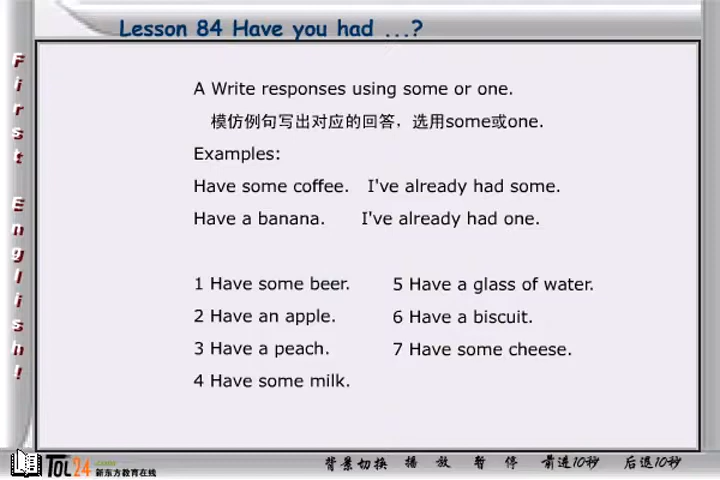 Lesson 84 Have you had ...?
First English!
A Write responses using some or one.
模仿例句写出对应的回答，选用some或one.
Examples:
Have some coffee. I've already had some.
Have a banana. I've already had one.
1 Have some beer.
2 Have an apple.
3 Have a peach.
4 Have some milk.
5 Have a glass of water.
6 Have a biscuit.
7 Have some cheese.
TOL24.com
新东方教育在线
背景切换 播放 暂停 前进10秒 后退10秒